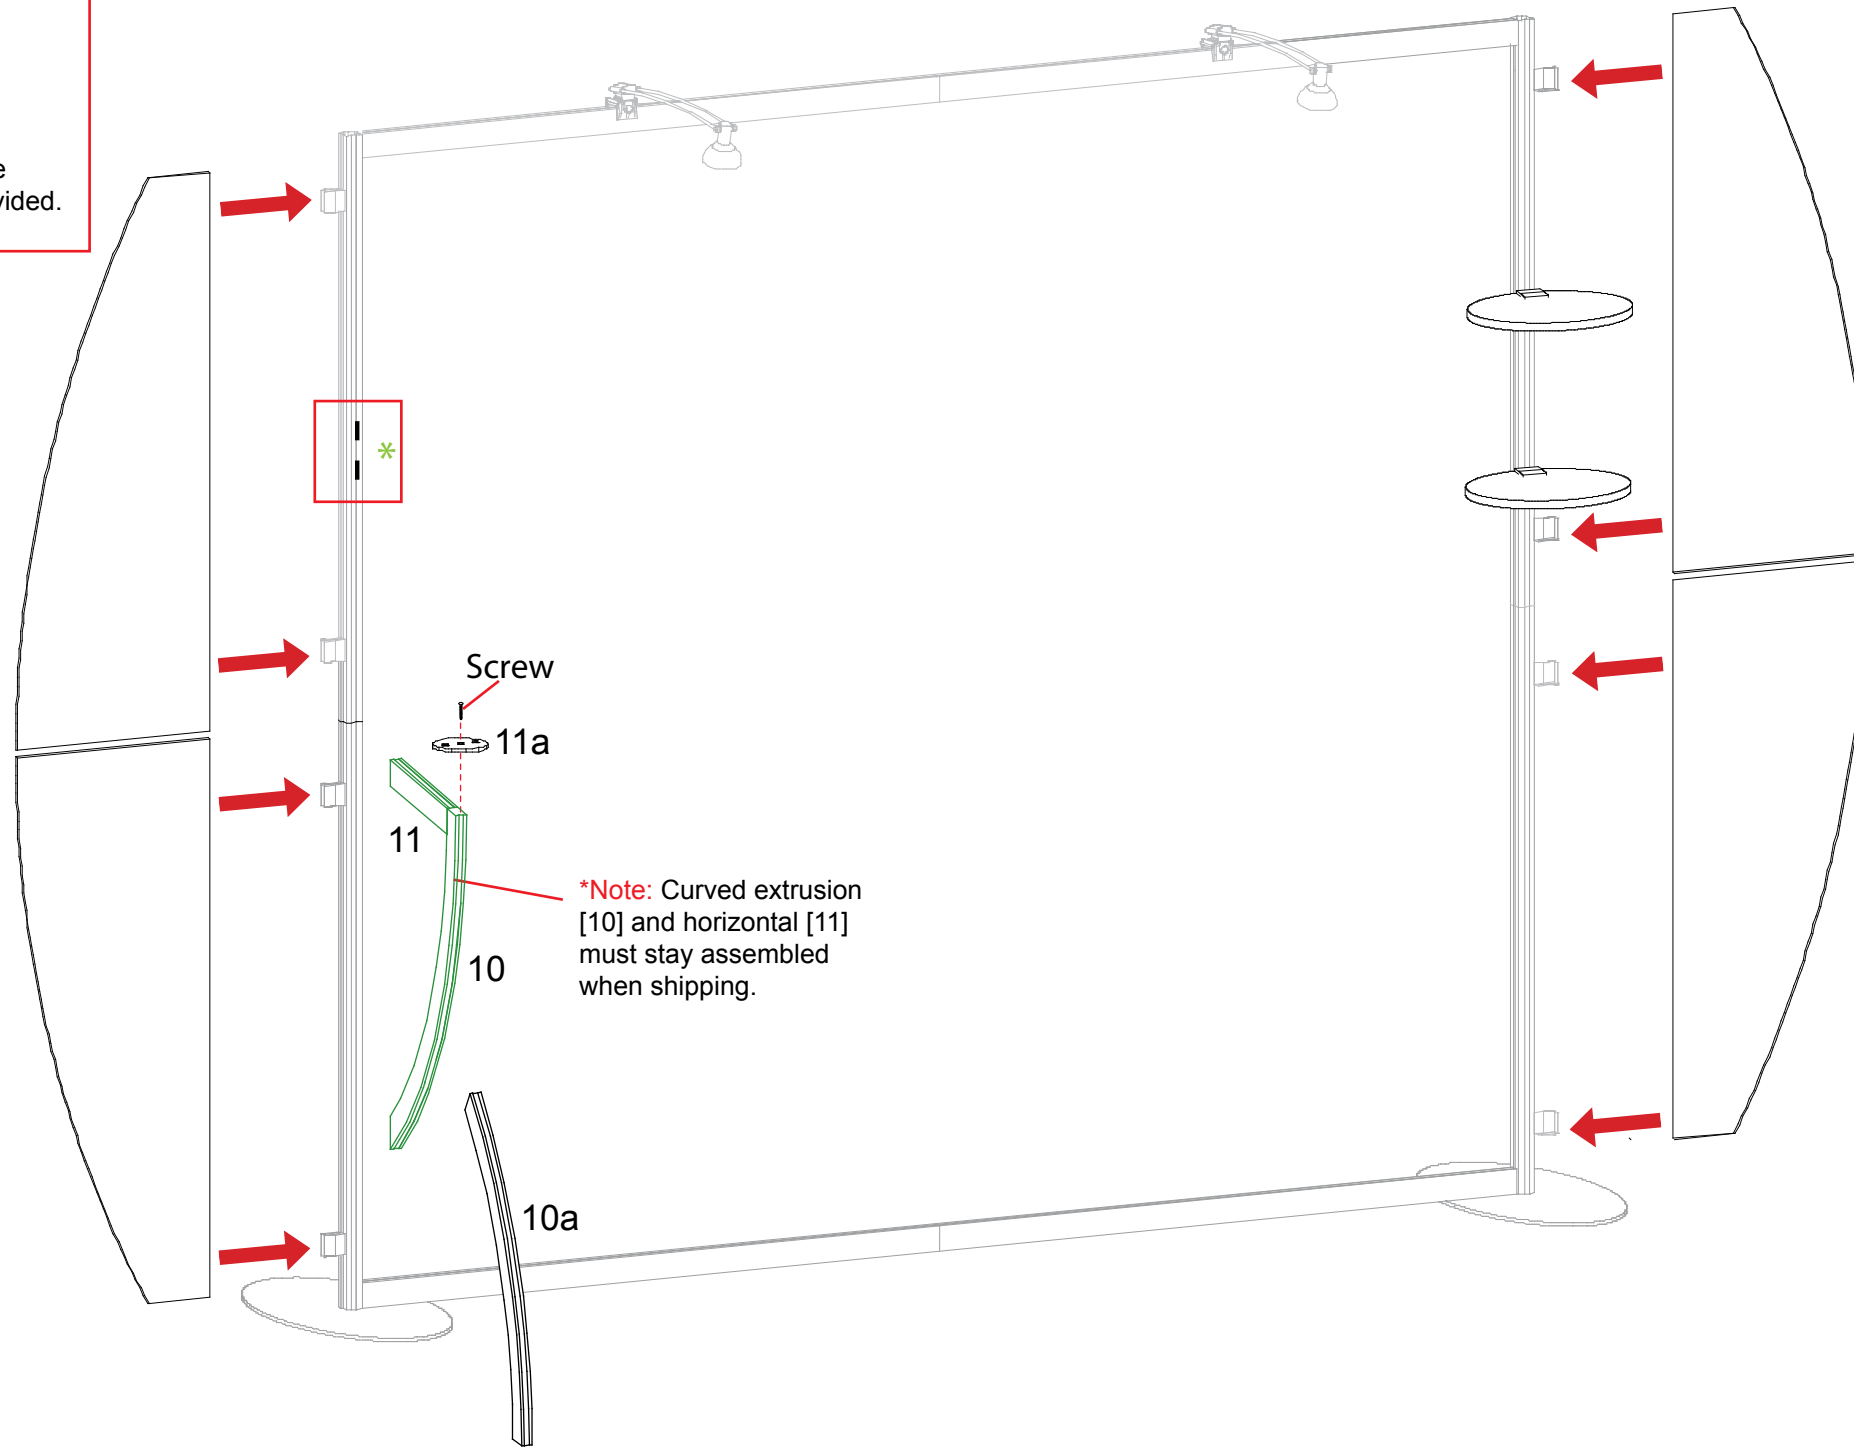 e
vided.
*
Screw
11a
11
*Note: Curved extrusion
[10] and horizontal [11]
must stay assembled
when shipping.
10
10a